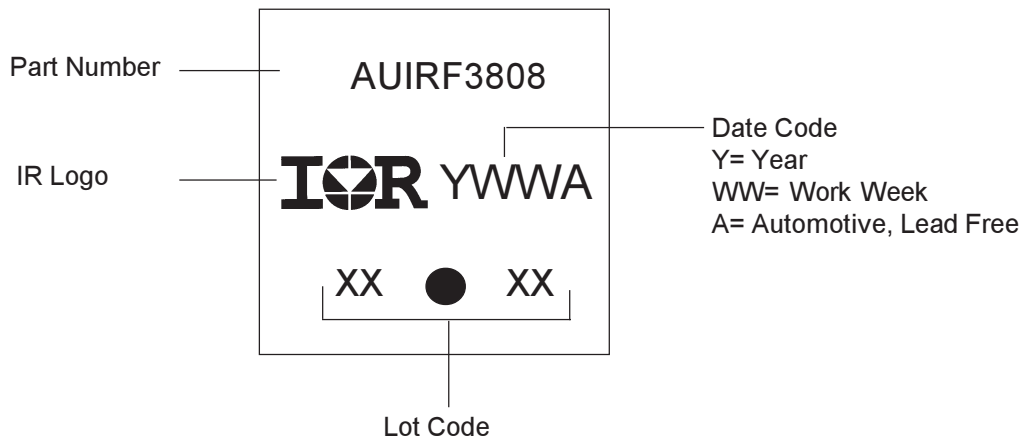 Part Number
AUIRF3808
IR Logo
IOR YWWA
Date Code
Y= Year
WW= Work Week
A= Automotive, Lead Free
XX XX
Lot Code